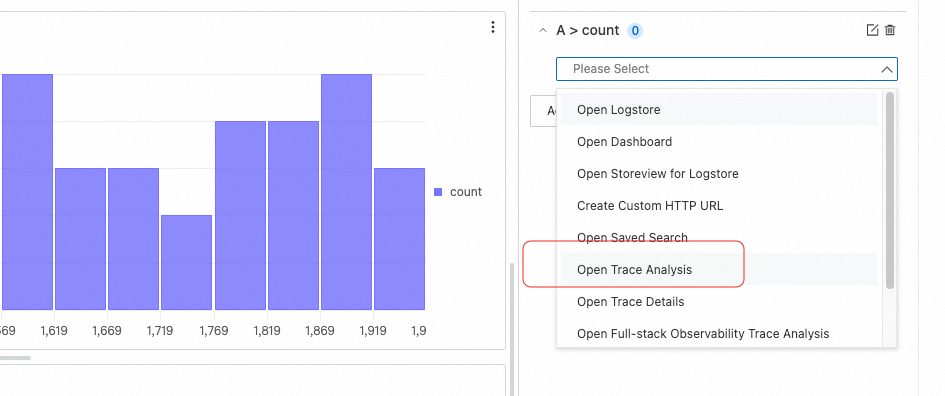 A > count 0
Please Select
Open Logstore
Open Dashboard
Open Storeview for Logstore
Create Custom HTTP URL
Open Saved Search
Open Trace Analysis
Open Trace Details
Open Full-stack Observability Trace Analysis
count
569 1,619 1,669 1,719 1,769 1,819 1,869 1,919 1,9